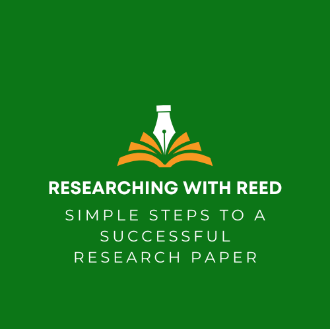 RESEARCHING WITH REED
SIMPLE STEPS TO A
SUCCESSFUL
RESEARCH PAPER